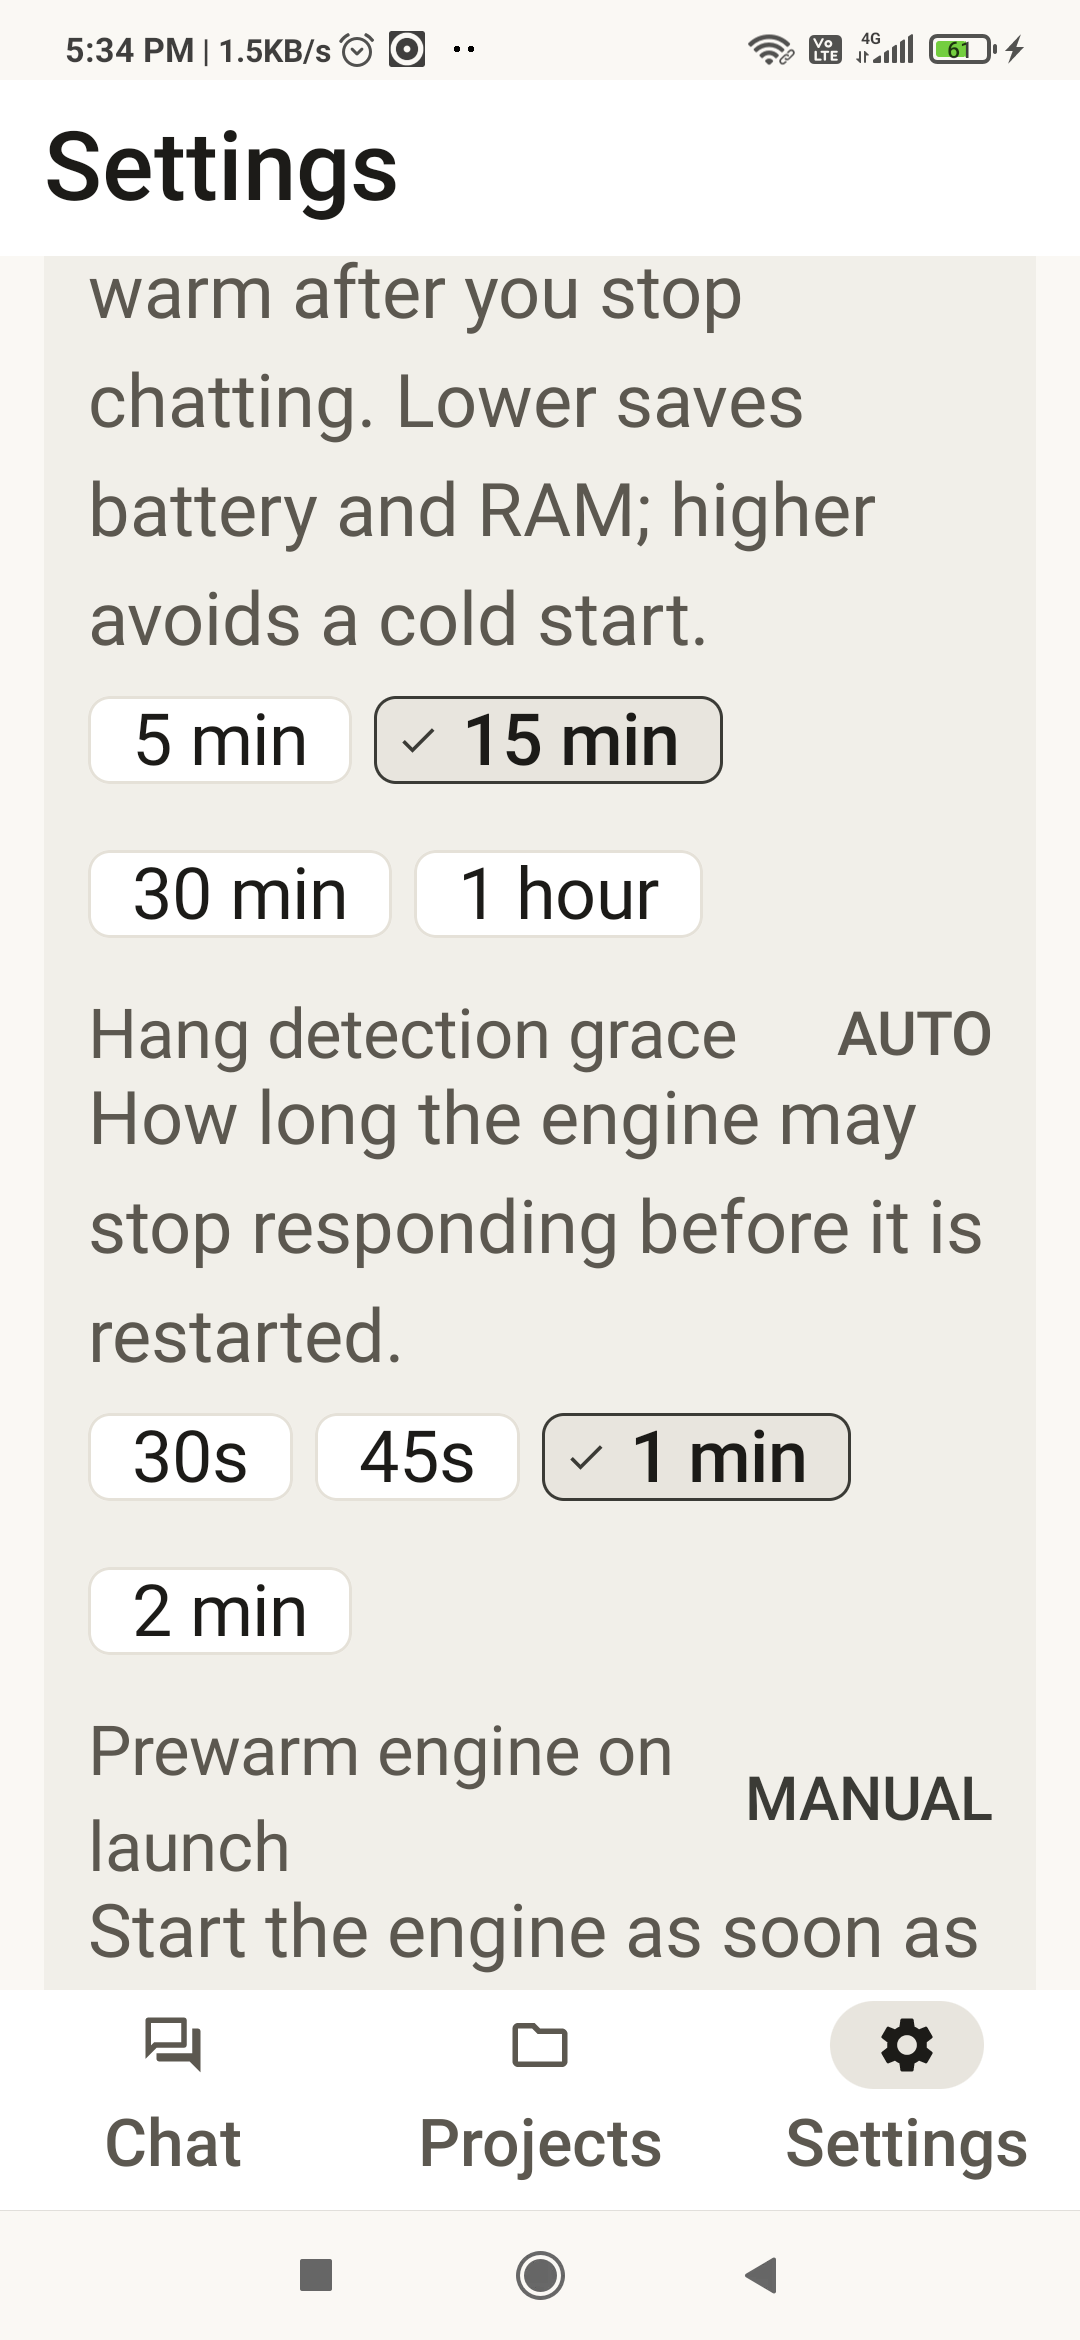 5:34 PM | 1.5KB/s
Vo LTE
4G
61
Settings
warm after you stop
chatting. Lower saves
battery and RAM; higher
avoids a cold start.
5 min
15 min
30 min
1 hour
Hang detection grace
AUTO
How long the engine may
stop responding before it is
restarted.
30s
45s
1 min
2 min
Prewarm engine on
launch
MANUAL
Start the engine as soon as
Chat
Projects
Settings